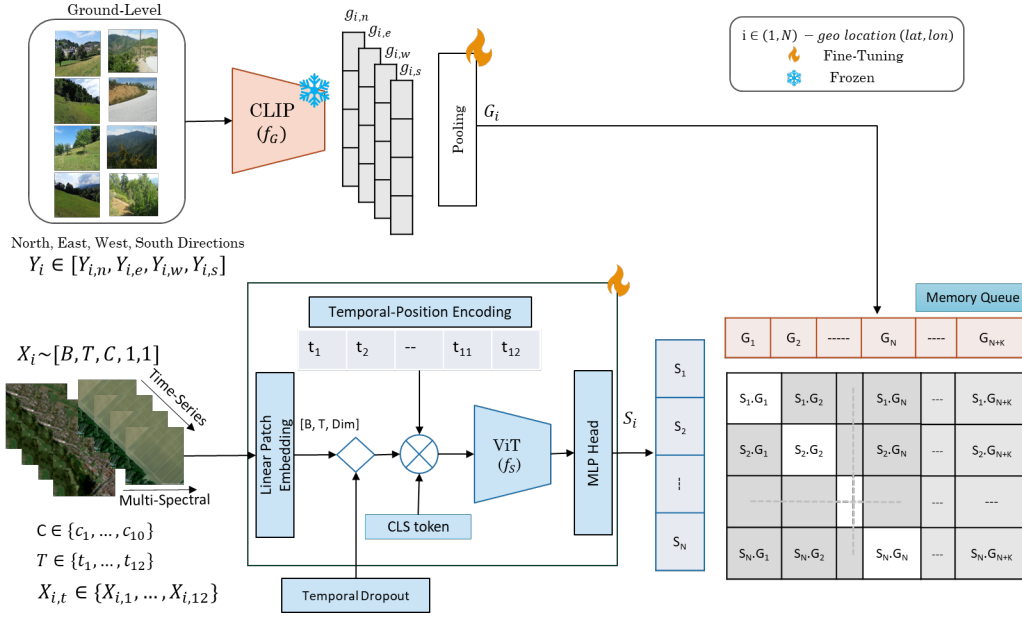 Ground-Level
North, East, West, South Directions
Y_i ∈ [Y_{i,n}, Y_{i,e}, Y_{i,w}, Y_{i,s}]
CLIP
(f_G)
g_{i,n}
g_{i,e}
g_{i,w}
g_{i,s}
Pooling
G_i
i ∈ (1, N) − geo location (lat, lon)
Fine-Tuning
Frozen
X_i~[B, T, C, 1,1]
Time-Series
Multi-Spectral
C ∈ {c_1, … , c_10}
T ∈ {t_1, … , t_12}
X_{i,t} ∈ {X_{i,1}, … , X_{i,12}}
Temporal-Position Encoding
t_1 t_2 -- t_11 t_12
Linear Patch
Embedding
[B, T, Dim]
CLS token
Temporal Dropout
ViT
(f_S)
MLP Head
S_i
S_1
S_2
---
S_N
Memory Queue
G_1 G_2 ----- G_N ---- G_{N+K}
S_1.G_1 S_1.G_2 S_1.G_N --- S_1.G_{N+K}
S_2.G_1 S_2.G_2 S_2.G_N --- S_2.G_{N+K}
--- ---
S_N.G_1 S_N.G_2 S_N.G_N --- S_N.G_{N+K}